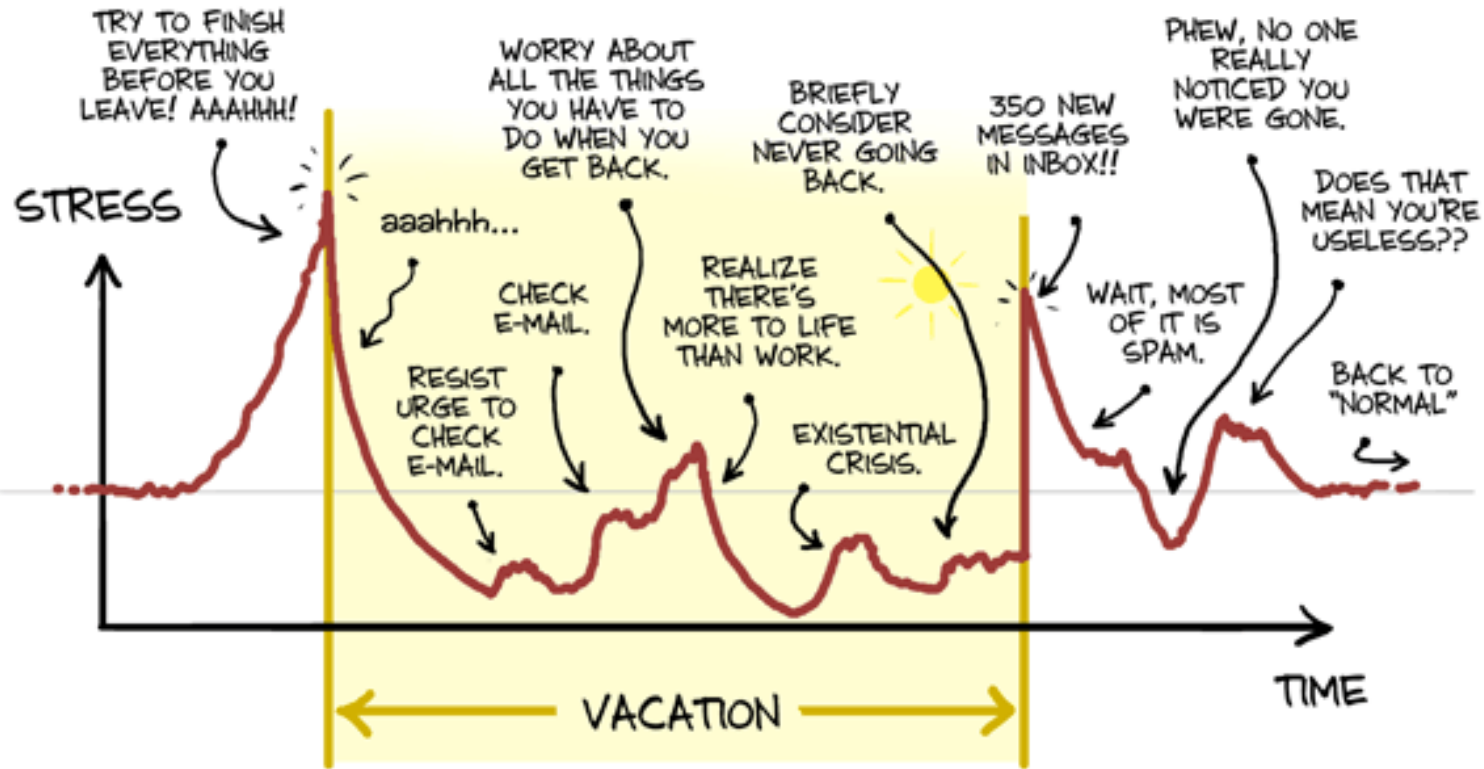 TRY TO FINISH
EVERYTHING
BEFORE YOU
LEAVE! AAAHHH!
STRESS
aaahhh...
RESIST
URGE TO
CHECK
E-MAIL.
CHECK
E-MAIL.
WORRY ABOUT
ALL THE THINGS
YOU HAVE TO
DO WHEN YOU
GET BACK.
REALIZE
THERE'S
MORE TO LIFE
THAN WORK.
EXISTENTIAL
CRISIS.
BRIEFLY
CONSIDER
NEVER GOING
BACK.
350 NEW
MESSAGES
IN INBOX!!
WAIT, MOST
OF IT IS
SPAM.
PHEW, NO ONE
REALLY
NOTICED YOU
WERE GONE.
DOES THAT
MEAN YOU'RE
USELESS??
BACK TO
"NORMAL"
TIME
VACATION